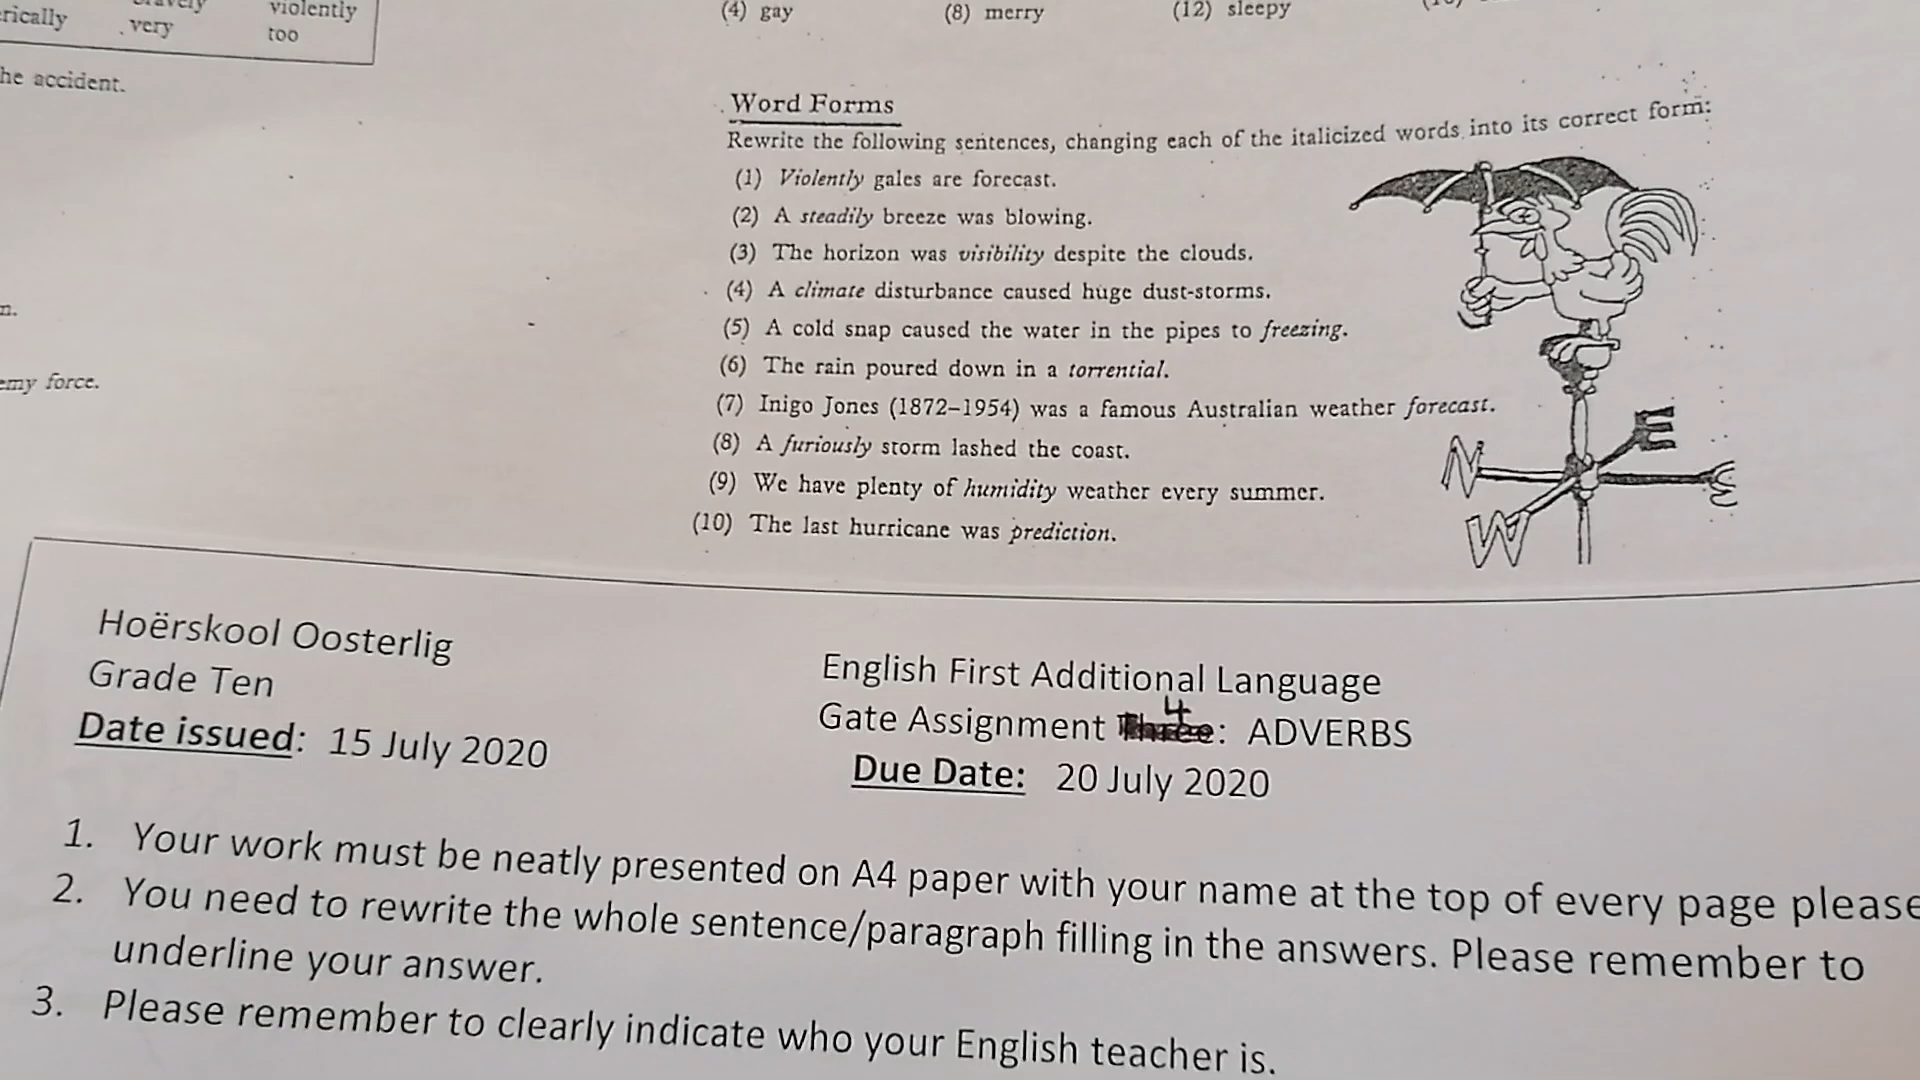 violently
rically very too
he accident.
n.
emy force.
(4) gay (8) merry (12) sleepy
Word Forms
Rewrite the following sentences, changing each of the italicized words into its correct form:
(1) Violently gales are forecast.
(2) A steadily breeze was blowing.
(3) The horizon was visibility despite the clouds.
(4) A climate disturbance caused huge dust-storms.
(5) A cold snap caused the water in the pipes to freezing.
(6) The rain poured down in a torrential.
(7) Inigo Jones (1872–1954) was a famous Australian weather forecast.
(8) A furiously storm lashed the coast.
(9) We have plenty of humidity weather every summer.
(10) The last hurricane was prediction.
N E S W
Hoërskool Oosterlig
Grade Ten
Date issued: 15 July 2020
English First Additional Language
Gate Assignment 4: ADVERBS
Due Date: 20 July 2020
1. Your work must be neatly presented on A4 paper with your name at the top of every page please
2. You need to rewrite the whole sentence/paragraph filling in the answers. Please remember to
underline your answer.
3. Please remember to clearly indicate who your English teacher is.